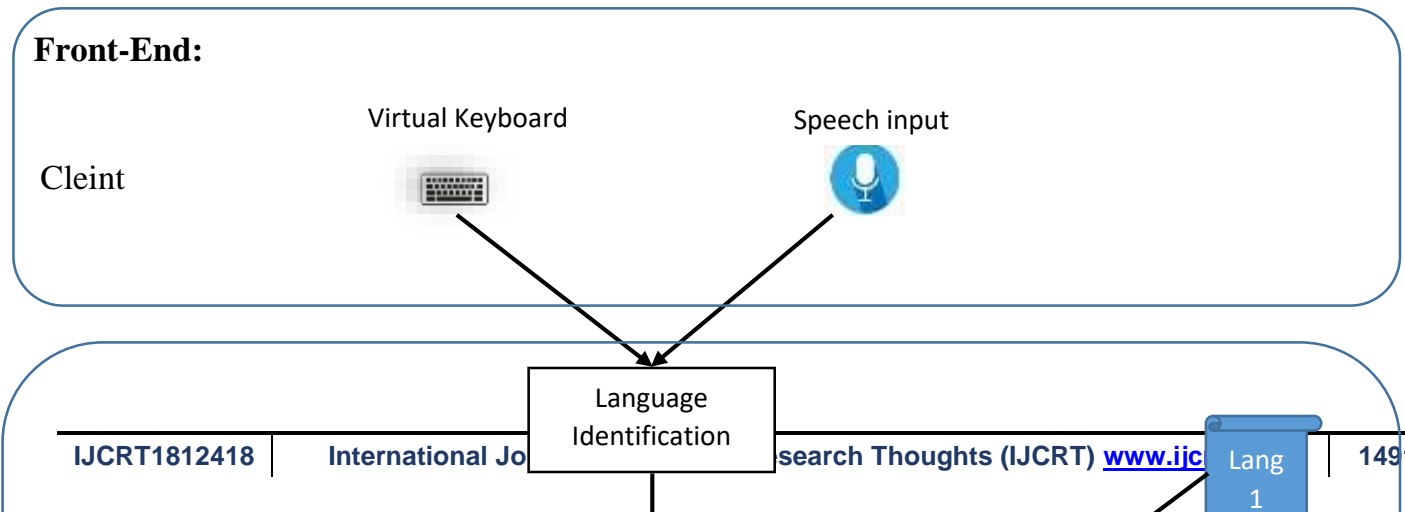 Front-End:
Virtual Keyboard
Speech input
Cleint
Language
Identification
IJCRT1812418
International Jo
search Thoughts (IJCRT) www.ijc
149
Lang
1